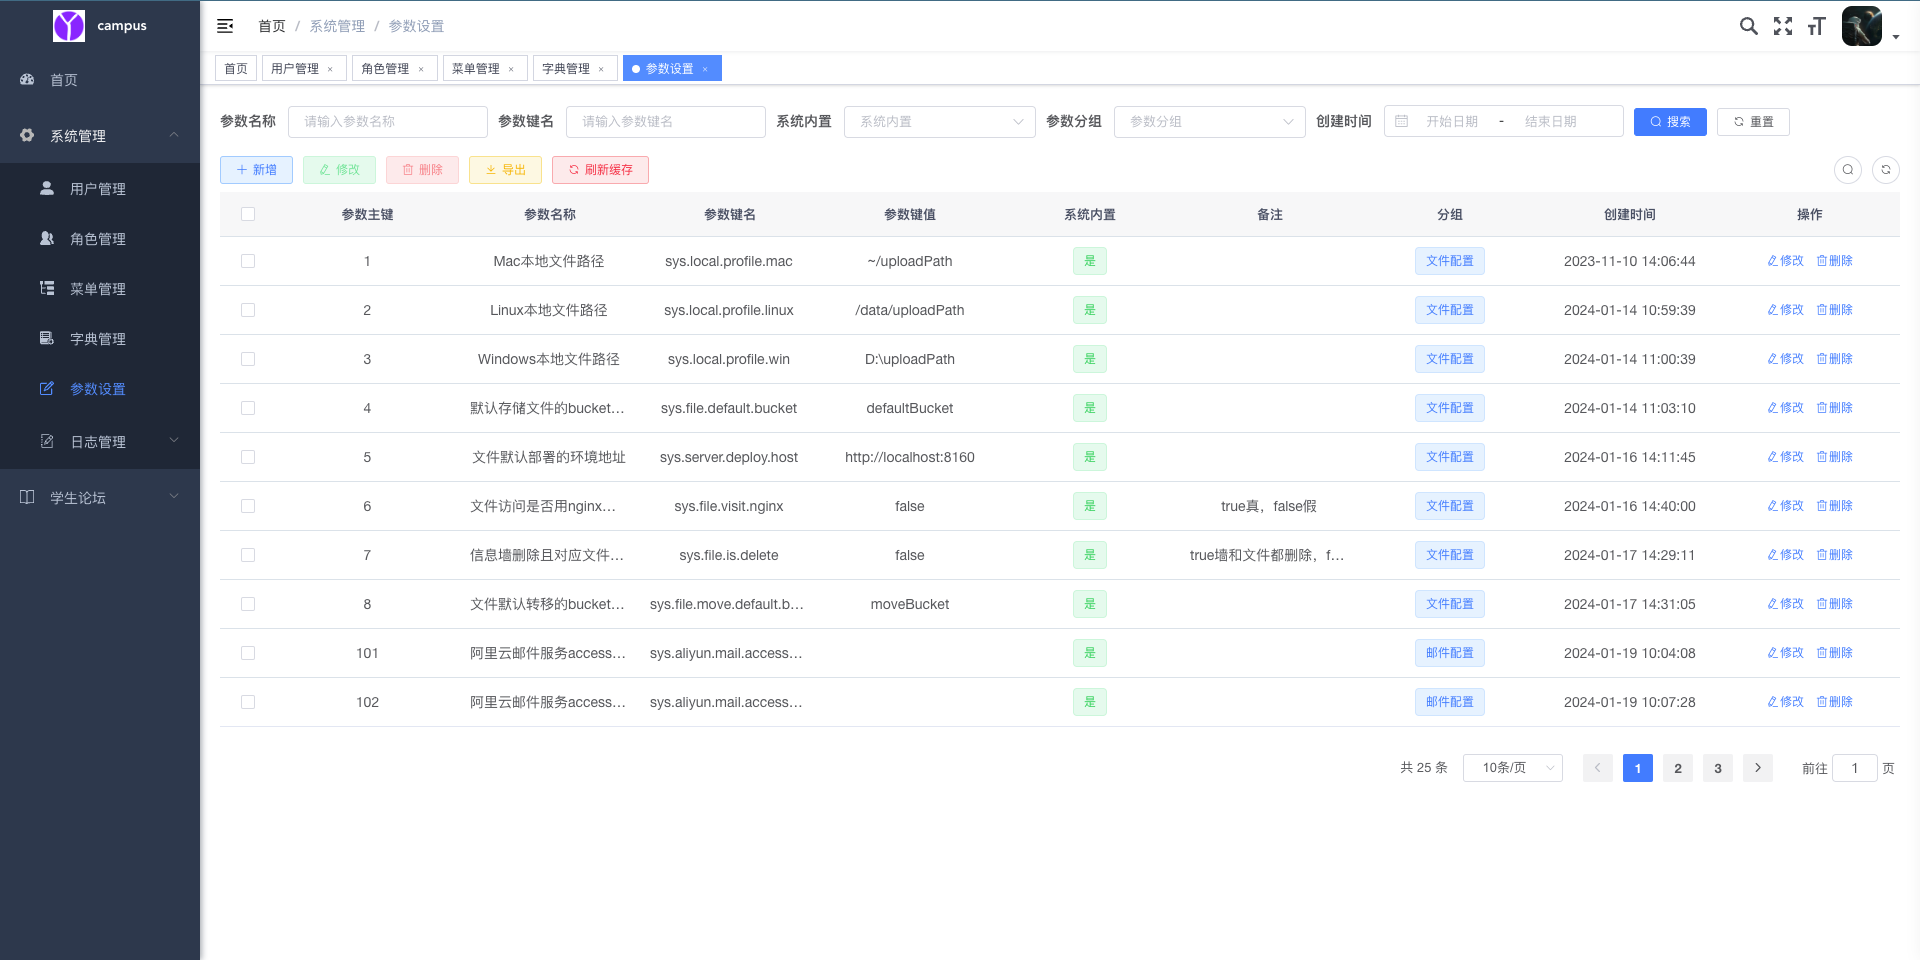 campus
首页
系统管理
用户管理
角色管理
菜单管理
字典管理
参数设置
日志管理
学生论坛
首页 / 系统管理 / 参数设置
首页 用户管理 × 角色管理 × 菜单管理 × 字典管理 × 参数设置 ×
参数名称 请输入参数名称 参数键名 请输入参数键名 系统内置 系统内置 参数分组 参数分组 创建时间 开始日期 - 结束日期 搜索 重置
新增 修改 删除 导出 刷新缓存
参数主键 参数名称 参数键名 参数键值 系统内置 备注 分组 创建时间 操作
1 Mac本地文件路径 sys.local.profile.mac ~/uploadPath 是 文件配置 2023-11-10 14:06:44 修改 删除
2 Linux本地文件路径 sys.local.profile.linux /data/uploadPath 是 文件配置 2024-01-14 10:59:39 修改 删除
3 Windows本地文件路径 sys.local.profile.win D:\uploadPath 是 文件配置 2024-01-14 11:00:39 修改 删除
4 默认存储文件的bucket... sys.file.default.bucket defaultBucket 是 文件配置 2024-01-14 11:03:10 修改 删除
5 文件默认部署的环境地址 sys.server.deploy.host http://localhost:8160 是 文件配置 2024-01-16 14:11:45 修改 删除
6 文件访问是否用nginx... sys.file.visit.nginx false 是 true真，false假 文件配置 2024-01-16 14:40:00 修改 删除
7 信息墙删除且对应文件... sys.file.is.delete false 是 true墙和文件都删除，f... 文件配置 2024-01-17 14:29:11 修改 删除
8 文件默认转移的bucket... sys.file.move.default.b... moveBucket 是 文件配置 2024-01-17 14:31:05 修改 删除
101 阿里云邮件服务access... sys.aliyun.mail.access... 是 邮件配置 2024-01-19 10:04:08 修改 删除
102 阿里云邮件服务access... sys.aliyun.mail.access... 是 邮件配置 2024-01-19 10:07:28 修改 删除
共 25 条 10条/页 1 2 3 前往 1 页